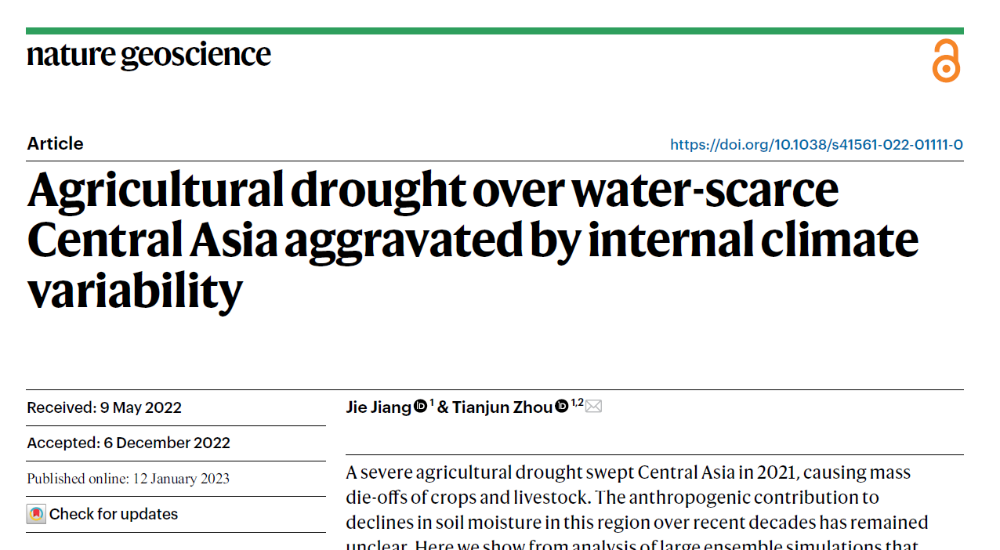 nature geoscience
Article
https://doi.org/10.1038/s41561-022-01111-0
Agricultural drought over water-scarce
Central Asia aggravated by internal climate
variability
Received: 9 May 2022
Accepted: 6 December 2022
Published online: 12 January 2023
Check for updates
Jie Jiang iD 1 & Tianjun Zhou iD 1,2
A severe agricultural drought swept Central Asia in 2021, causing mass
die-offs of crops and livestock. The anthropogenic contribution to
declines in soil moisture in this region over recent decades has remained
unclear. Here we show from analysis of large ensemble simulations that